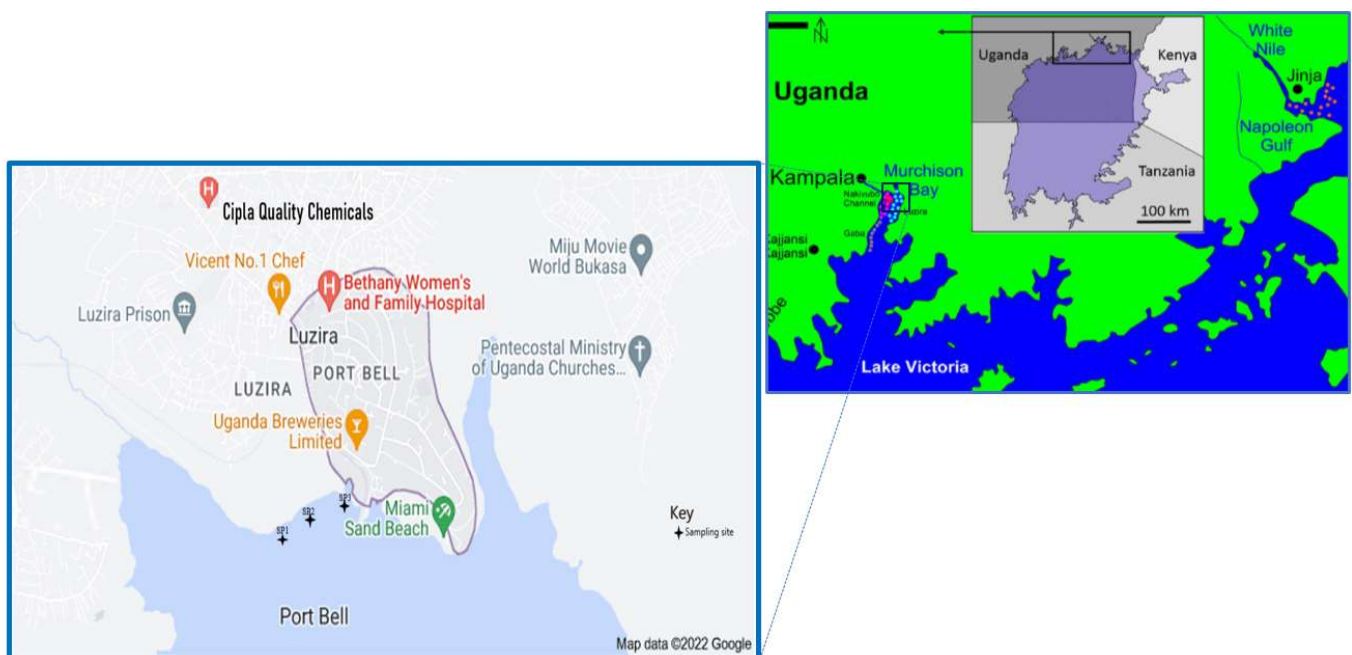 Cipla Quality Chemicals
Vicent No.1 Chef
Bethany Women's
and Family Hospital
Miju Movie
World Bukasa
Luzira Prison
Luzira
PORT BELL
LUZIRA
Pentecostal Ministry
of Uganda Churches...
Uganda Breweries
Limited
SP1
SP2
SP3
Miami
Sand Beach
Key
Sampling site
Port Bell
Map data ©2022 Google
N
Uganda
Kenya
Tanzania
100 km
White
Nile
Jinja
Napoleon
Gulf
Uganda
Kampala
Murchison
Bay
Nakivubo
Channel
Gaba
Kajjansi
Lake Victoria